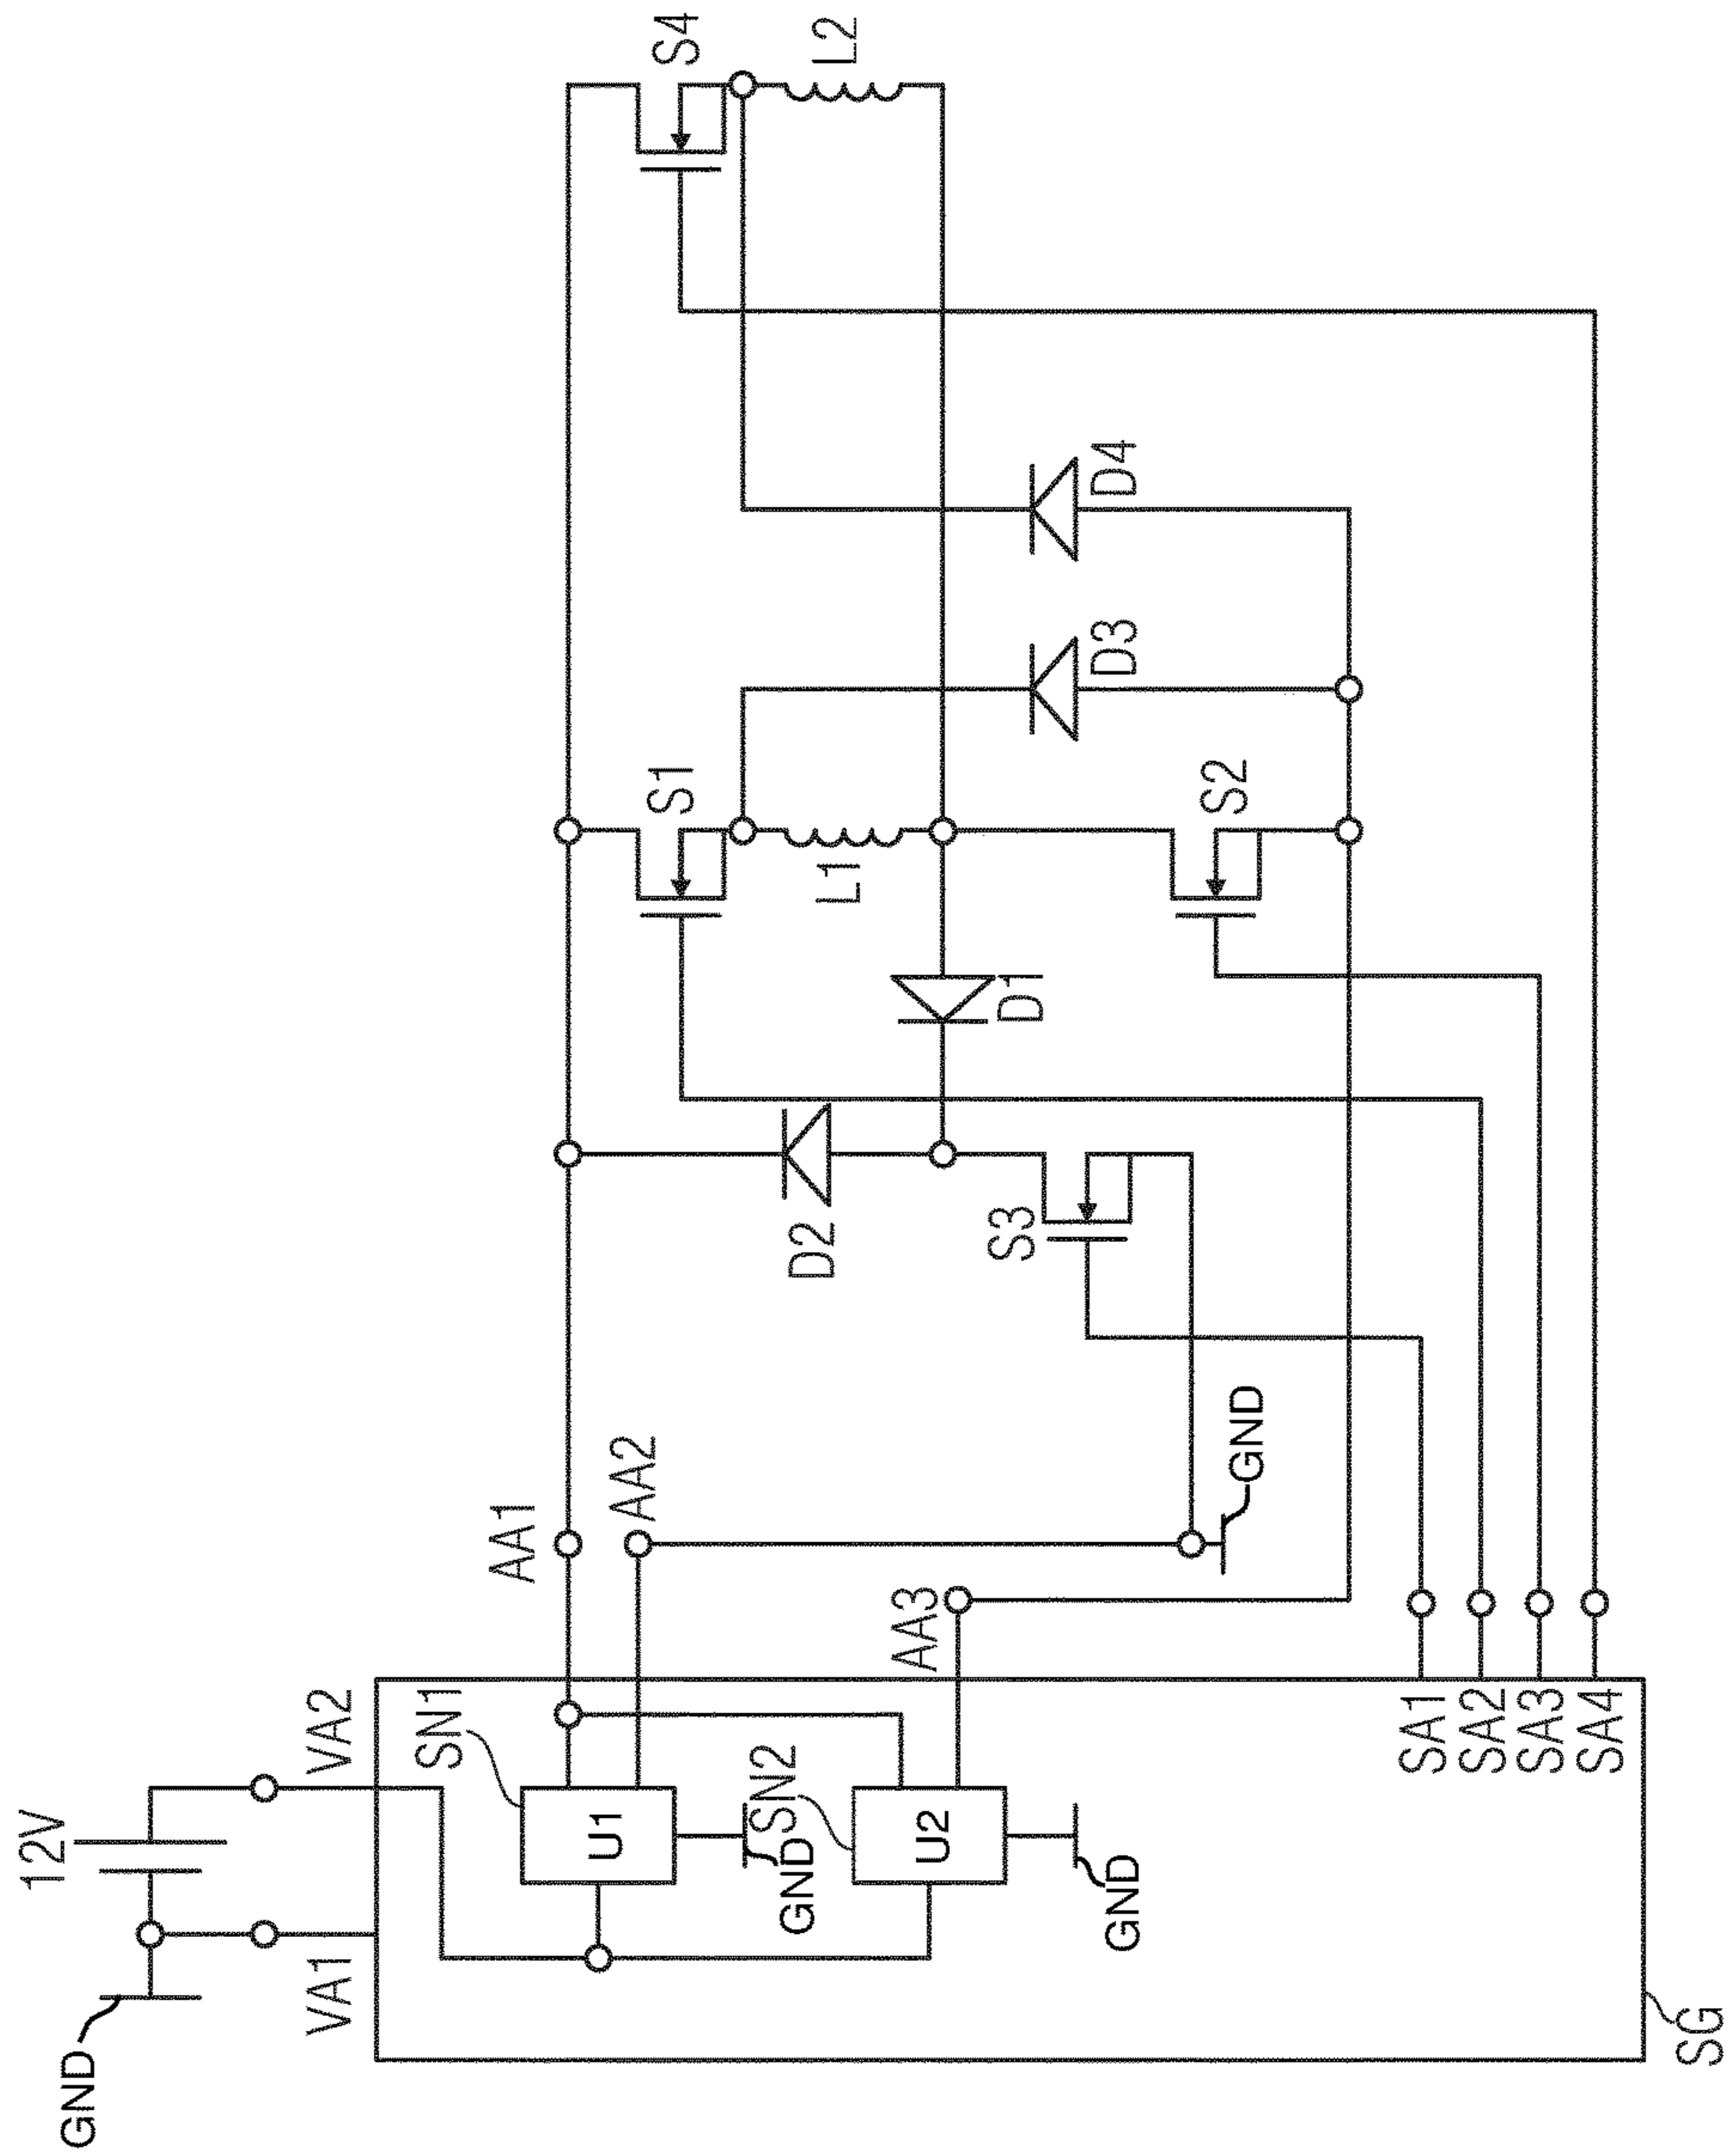 GND
12V
VA1
VA2
SN1
U1
GND
SN2
U2
GND
SG
AA1
AA2
AA3
GND
SA1
SA2
SA3
SA4
D2
S3
D1
S1
L1
S2
D3
D4
S4
L2